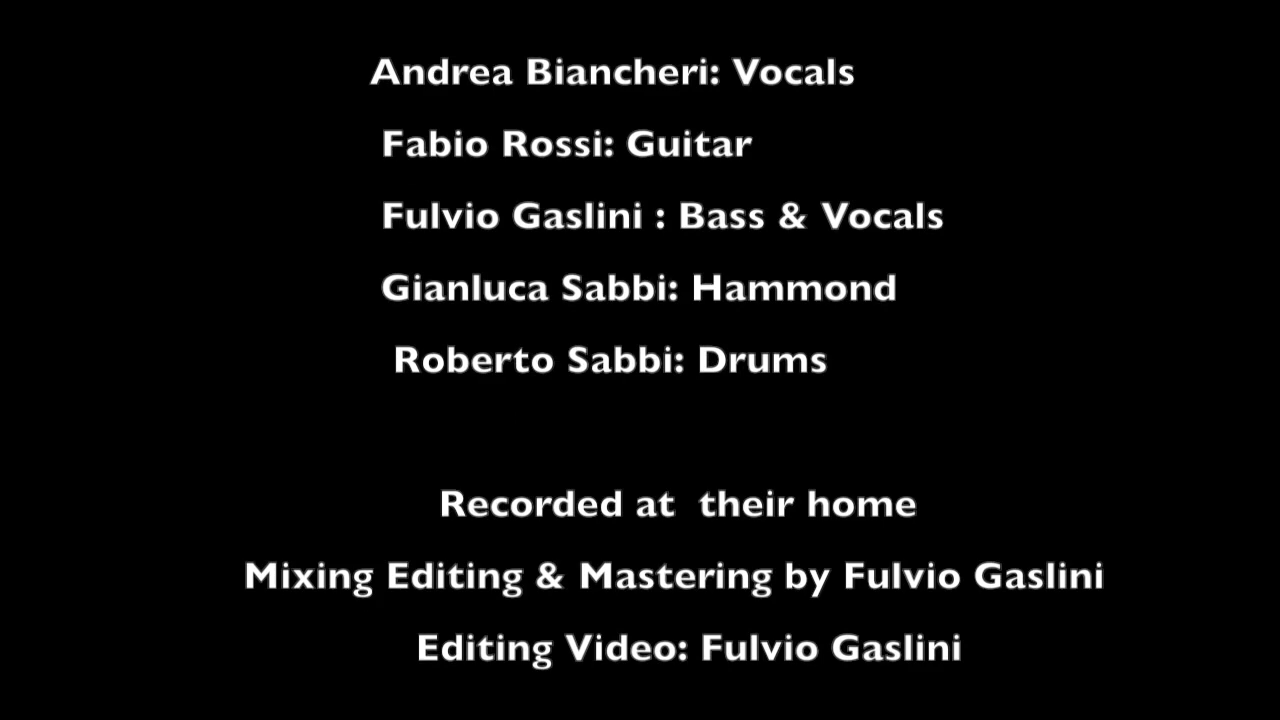 Andrea Biancheri: Vocals
Fabio Rossi: Guitar
Fulvio Gaslini : Bass & Vocals
Gianluca Sabbi: Hammond
Roberto Sabbi: Drums
Recorded at  their home
Mixing Editing & Mastering by Fulvio Gaslini
Editing Video: Fulvio Gaslini